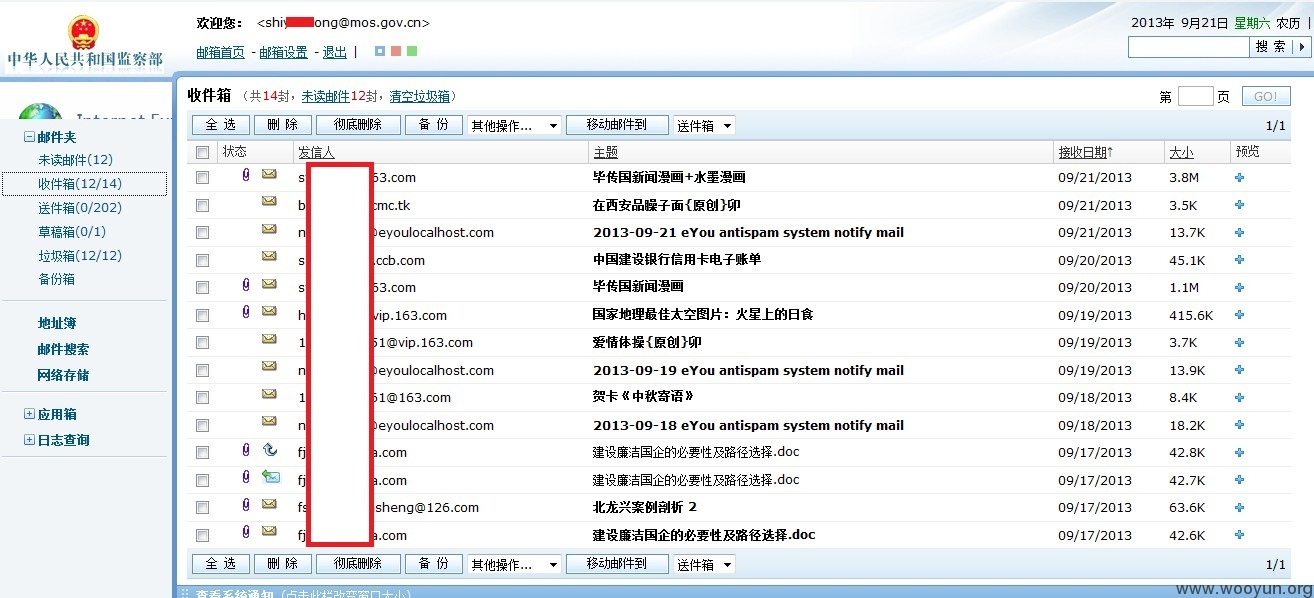 中华人民共和国监察部
欢迎您： <shiy ong@mos.gov.cn>
邮箱首页 - 邮箱设置 - 退出 |
2013年 9月21日 星期六 农历 |
搜 索
收件箱 （共14封，未读邮件12封，清空垃圾箱）
第 页 GO!
全 选 删 除 彻底删除 备 份 其他操作... 移动邮件到 送件箱 1/1
邮件夹
未读邮件(12)
收件箱(12/14)
送件箱(0/202)
草稿箱(0/1)
垃圾箱(12/12)
备份箱
地址簿
邮件搜索
网络存储
应用箱
日志查询
状态 发信人 主题 接收日期↑ 大小 预览
s 63.com 毕传国新闻漫画+水墨漫画 09/21/2013 3.8M
b cmc.tk 在西安品臊子面{原创}卯 09/21/2013 3.5K
n @eyoulocalhost.com 2013-09-21 eYou antispam system notify mail 09/21/2013 13.7K
s .ccb.com 中国建设银行信用卡电子账单 09/20/2013 45.1K
s 63.com 毕传国新闻漫画 09/20/2013 1.1M
h vip.163.com 国家地理最佳太空图片：火星上的日食 09/19/2013 415.6K
1 61@vip.163.com 爱情体操{原创}卯 09/19/2013 3.7K
n @eyoulocalhost.com 2013-09-19 eYou antispam system notify mail 09/19/2013 13.9K
1 61@163.com 贺卡《中秋寄语》 09/18/2013 8.4K
n @eyoulocalhost.com 2013-09-18 eYou antispam system notify mail 09/18/2013 18.2K
fj a.com 建设廉洁国企的必要性及路径选择.doc 09/17/2013 42.8K
fj a.com 建设廉洁国企的必要性及路径选择.doc 09/17/2013 42.7K
fs sheng@126.com 北龙兴案例剖析 2 09/17/2013 63.6K
fj a.com 建设廉洁国企的必要性及路径选择.doc 09/17/2013 42.6K
全 选 删 除 彻底删除 备 份 其他操作... 移动邮件到 送件箱 1/1
查看系统通知 (点击此栏改变窗口大小)
www.wooyun.org